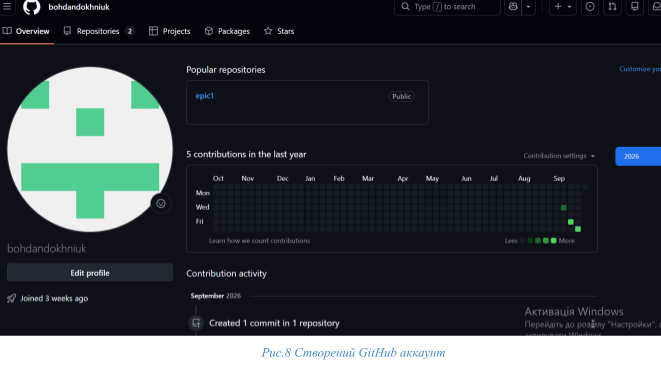 bohdandokhniuk
Type / to search
Overview
Repositories 2
Projects
Packages
Stars
Popular repositories
Customize
epic1
Public
5 contributions in the last year
Contribution settings
2026
Oct Nov Dec Jan Feb Mar Apr May Jun Jul Aug Sep
Mon
Wed
Fri
Learn how we count contributions
Less
More
bohdandokhniuk
Edit profile
Joined 3 weeks ago
Contribution activity
September 2026
Created 1 commit in 1 repository
Активація Windows
Перейдіть до розділу "Настройки",
активувати Windows.
Рис.8 Створений GitHub аккаунт